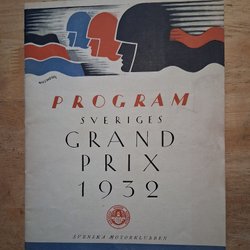 PROGRAM
SVERIGES
GRAND
PRIX
1932
SVENSKA MOTORKLUBBEN